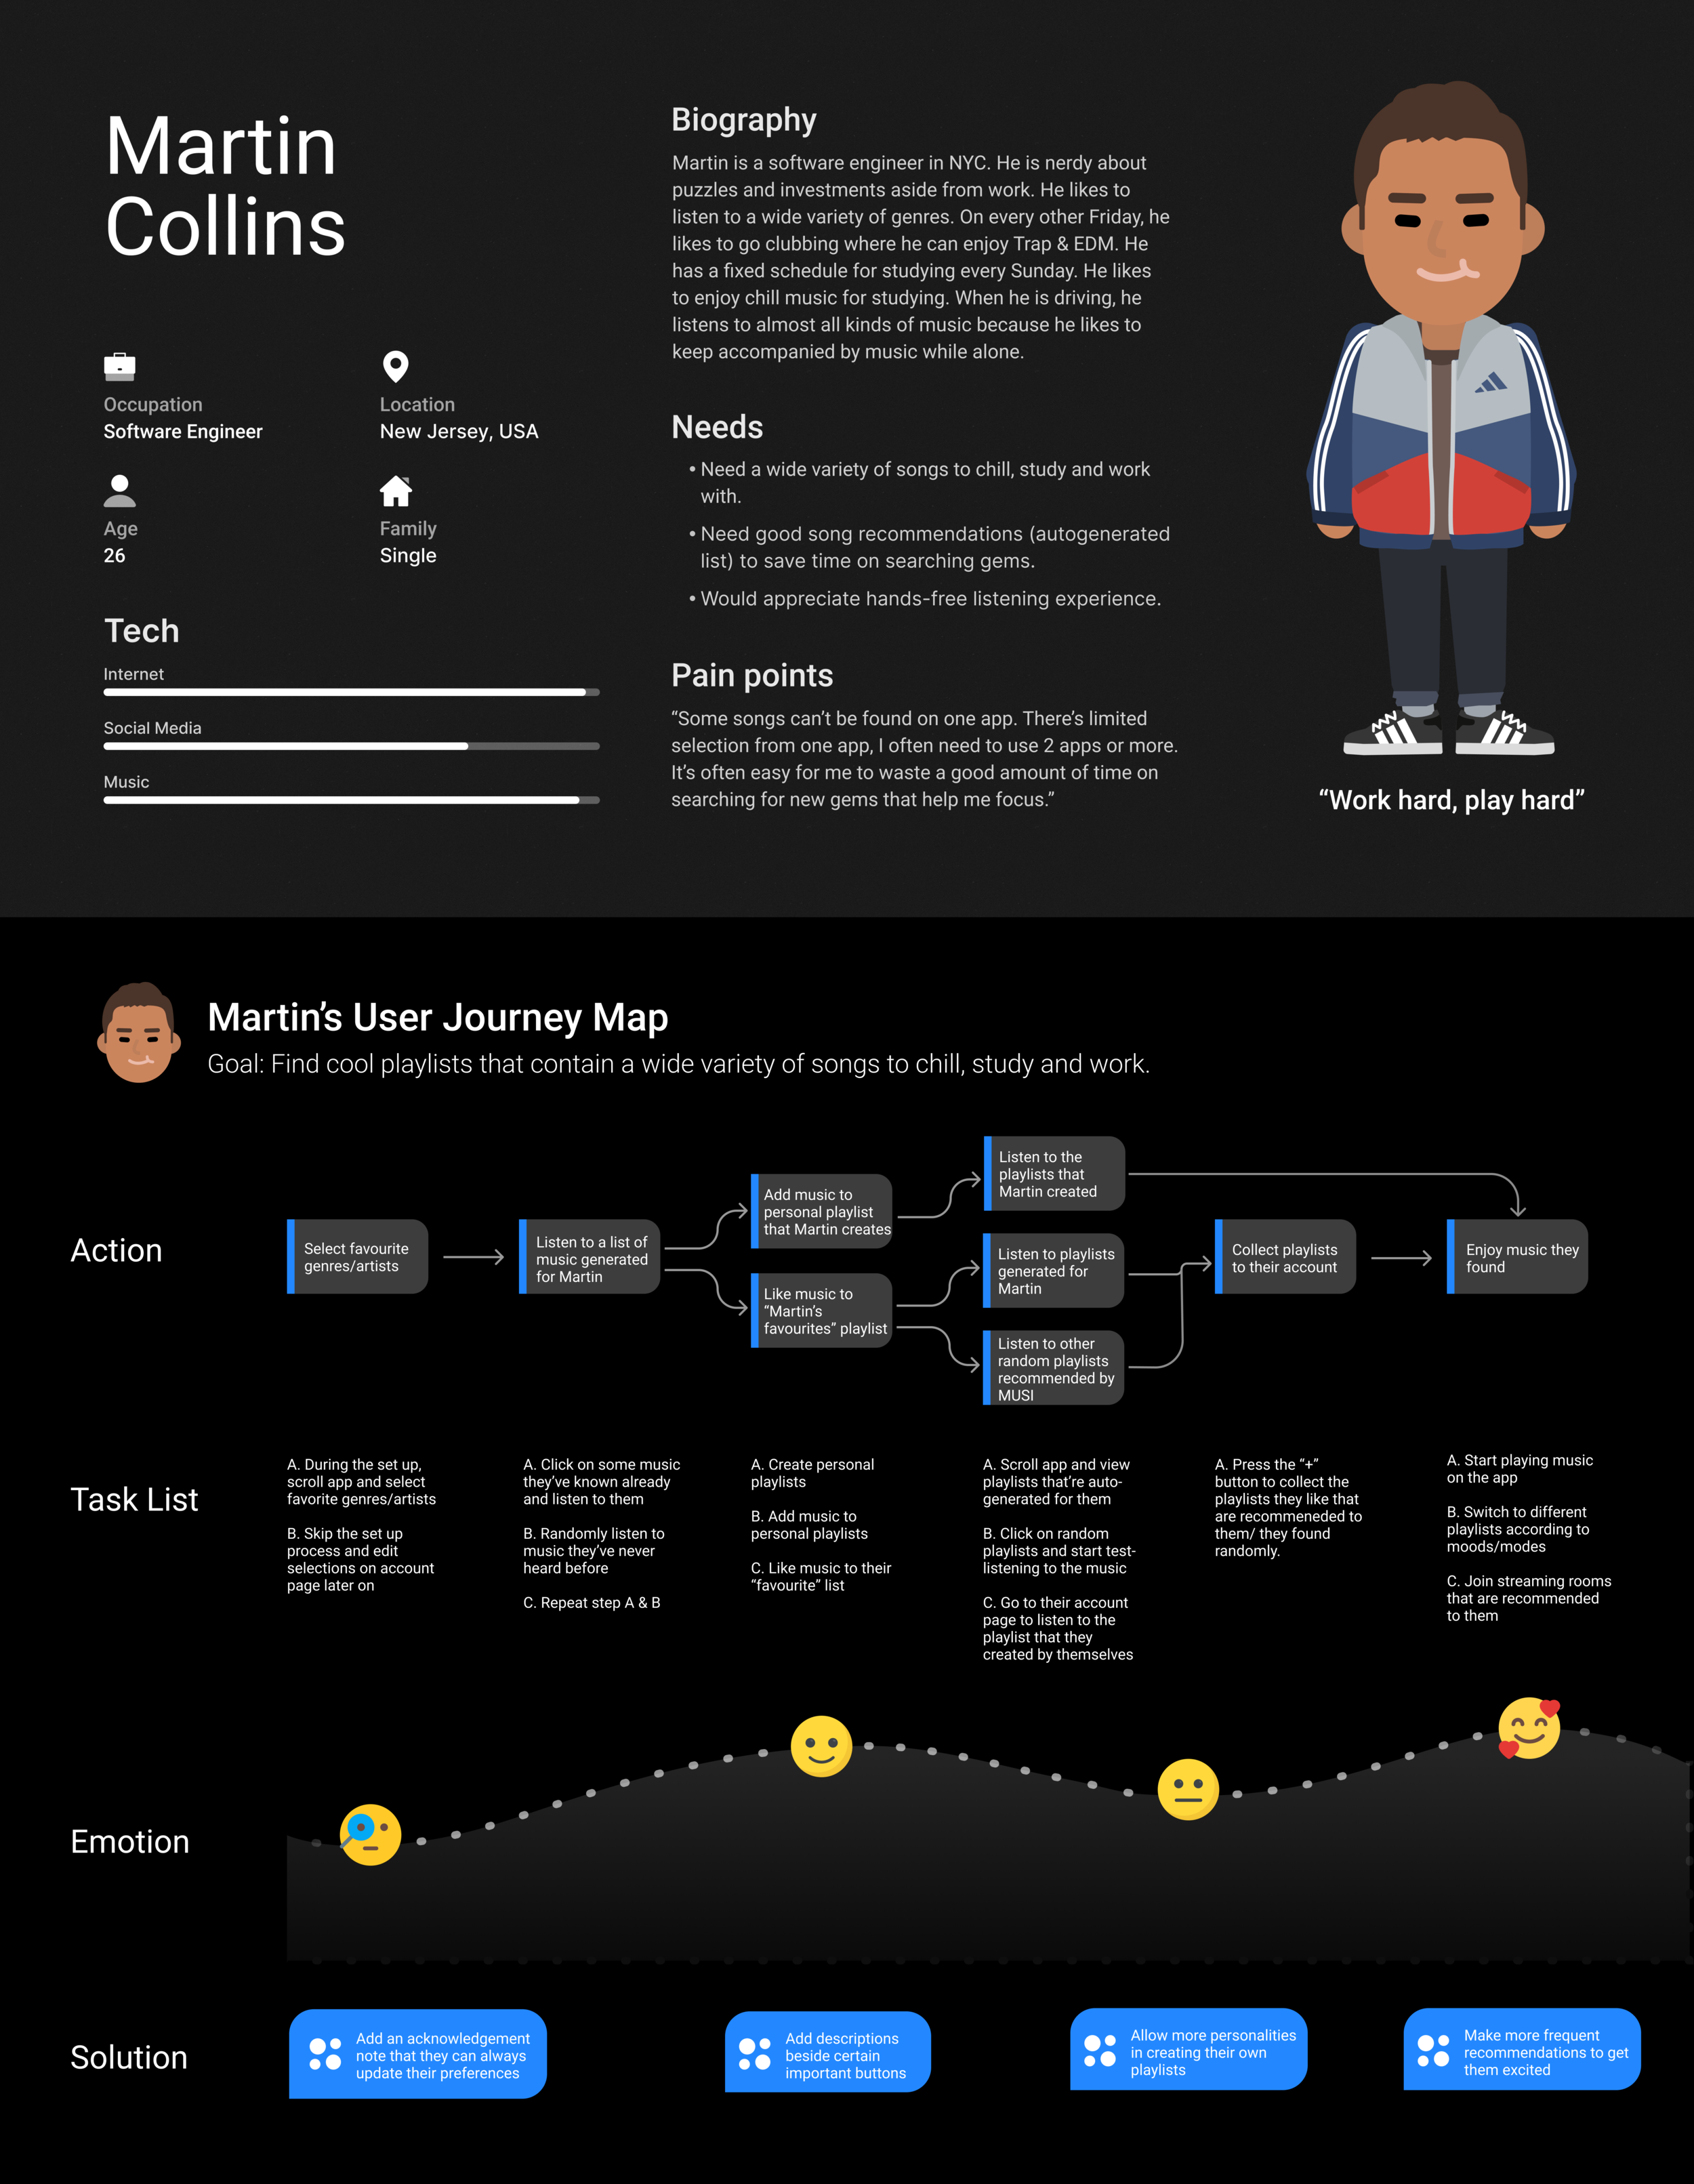 Martin
Collins
Occupation
Software Engineer
Location
New Jersey, USA
Age
26
Family
Single
Tech
Internet
Social Media
Music
Biography
Martin is a software engineer in NYC. He is nerdy about
puzzles and investments aside from work. He likes to
listen to a wide variety of genres. On every other Friday, he
likes to go clubbing where he can enjoy Trap & EDM. He
has a fixed schedule for studying every Sunday. He likes
to enjoy chill music for studying. When he is driving, he
listens to almost all kinds of music because he likes to
keep accompanied by music while alone.
Needs
• Need a wide variety of songs to chill, study and work
with.
• Need good song recommendations (autogenerated
list) to save time on searching gems.
• Would appreciate hands-free listening experience.
Pain points
“Some songs can’t be found on one app. There’s limited
selection from one app, I often need to use 2 apps or more.
It’s often easy for me to waste a good amount of time on
searching for new gems that help me focus.”
“Work hard, play hard”
Martin’s User Journey Map
Goal: Find cool playlists that contain a wide variety of songs to chill, study and work.
Action
Select favourite
genres/artists
Listen to a list of
music generated
for Martin
Add music to
personal playlist
that Martin creates
Like music to
“Martin’s
favourites” playlist
Listen to the
playlists that
Martin created
Listen to playlists
generated for
Martin
Listen to other
random playlists
recommended by
MUSI
Collect playlists
to their account
Enjoy music they
found
Task List
A. During the set up,
scroll app and select
favorite genres/artists
B. Skip the set up
process and edit
selections on account
page later on
A. Click on some music
they’ve known already
and listen to them
B. Randomly listen to
music they’ve never
heard before
C. Repeat step A & B
A. Create personal
playlists
B. Add music to
personal playlists
C. Like music to their
“favourite” list
A. Scroll app and view
playlists that’re auto-
generated for them
B. Click on random
playlists and start test-
listening to the music
C. Go to their account
page to listen to the
playlist that they
created by themselves
A. Press the “+”
button to collect the
playlists they like that
are recommeneded to
them/ they found
randomly.
A. Start playing music
on the app
B. Switch to different
playlists according to
moods/modes
C. Join streaming rooms
that are recommended
to them
Emotion
Solution
Add an acknowledgement
note that they can always
update their preferences
Add descriptions
beside certain
important buttons
Allow more personalities
in creating their own
playlists
Make more frequent
recommendations to get
them excited